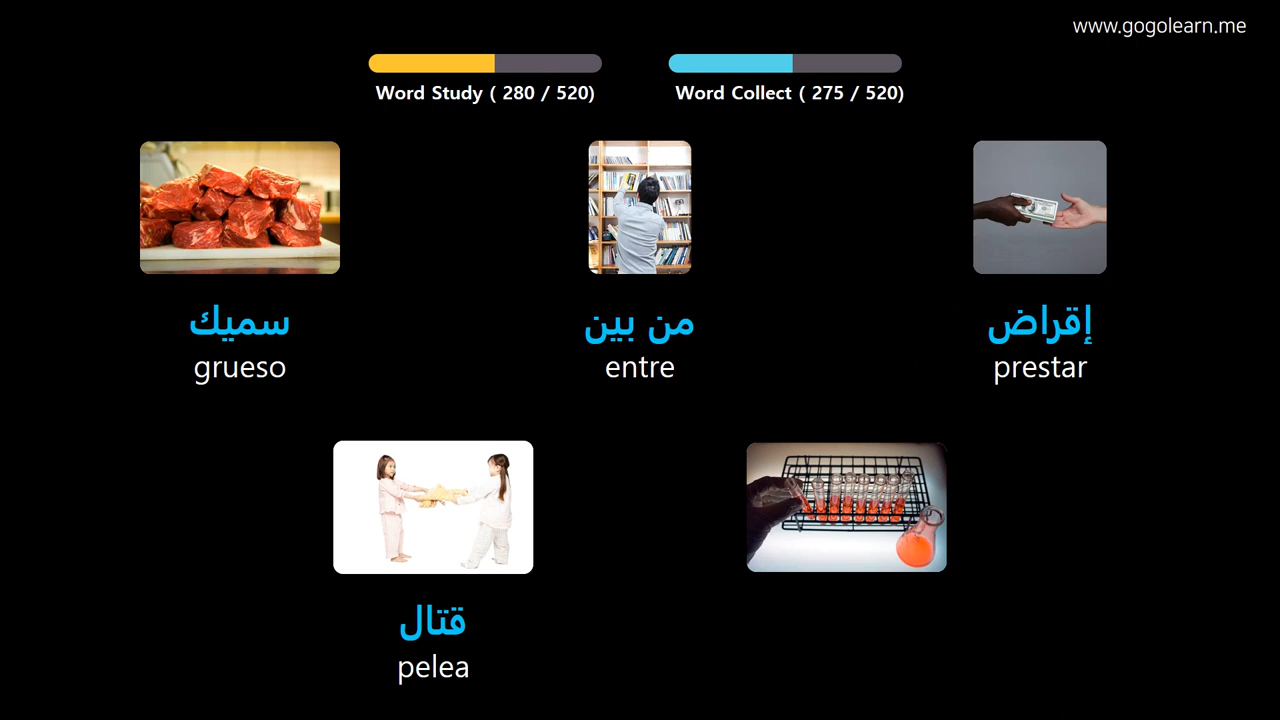 www.gogolearn.me
Word Study ( 280 / 520)
Word Collect ( 275 / 520)
سميك
grueso
من بين
entre
إقراض
prestar
قتال
pelea